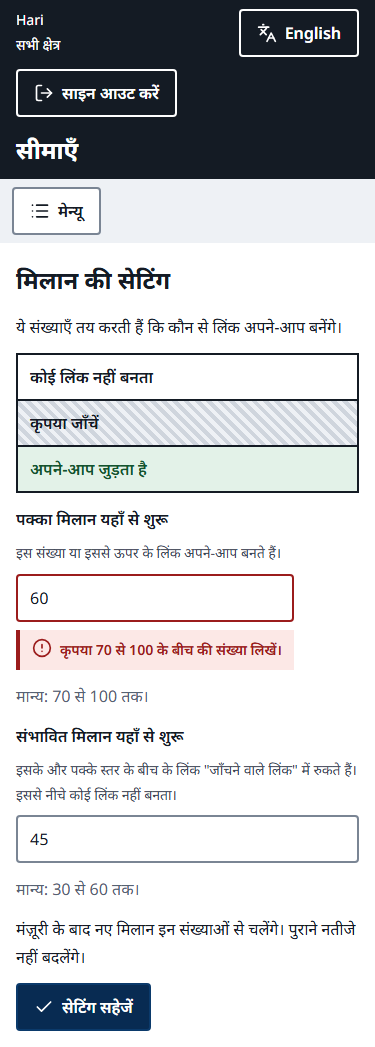 Hari
सभी क्षेत्र
English
साइन आउट करें
सीमाएँ
मेन्यू
मिलान की सेटिंग
ये संख्याएँ तय करती हैं कि कौन से लिंक अपने-आप बनेंगे।
कोई लिंक नहीं बनता
कृपया जाँचें
अपने-आप जुड़ता है
पक्का मिलान यहाँ से शुरू
इस संख्या या इससे ऊपर के लिंक अपने-आप बनते हैं।
60
कृपया 70 से 100 के बीच की संख्या लिखें।
मान्य: 70 से 100 तक।
संभावित मिलान यहाँ से शुरू
इसके और पक्के स्तर के बीच के लिंक "जाँचने वाले लिंक" में रुकते हैं।
इससे नीचे कोई लिंक नहीं बनता।
45
मान्य: 30 से 60 तक।
मंज़ूरी के बाद नए मिलान इन संख्याओं से चलेंगे। पुराने नतीजे
नहीं बदलेंगे।
सेटिंग सहेजें